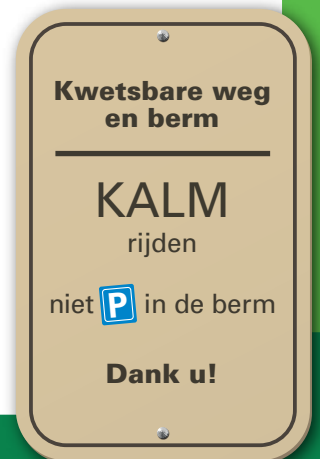 Kwetsbare weg
en berm
KALM
rijden
niet P in de berm
Dank u!